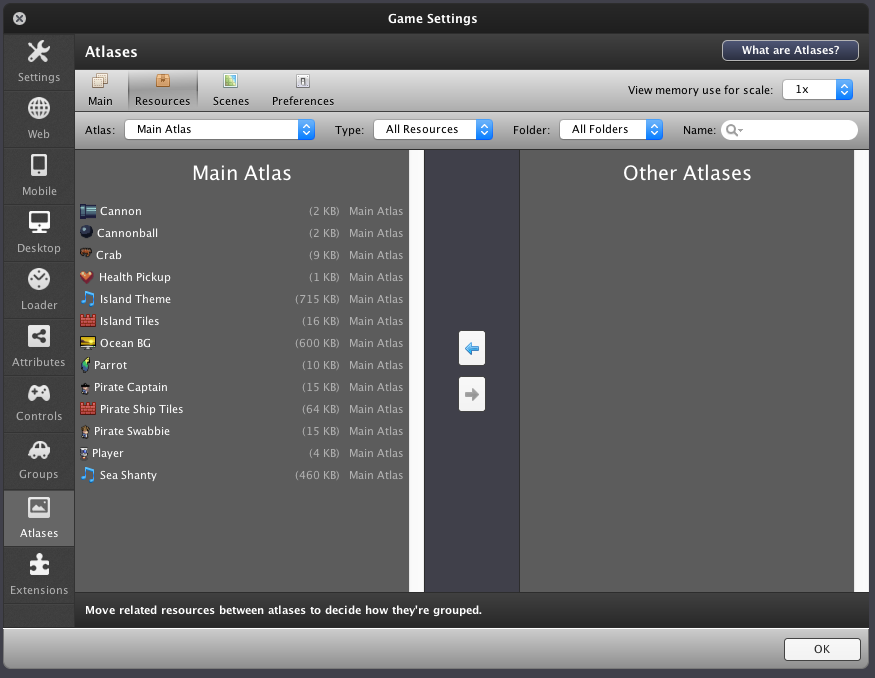 Game Settings
Settings
Web
Mobile
Desktop
Loader
Attributes
Controls
Groups
Atlases
Extensions
Atlases
What are Atlases?
Main
Resources
Scenes
Preferences
View memory use for scale: 1x
Atlas: Main Atlas Type: All Resources Folder: All Folders Name:
Main Atlas
Cannon (2 KB) Main Atlas
Cannonball (2 KB) Main Atlas
Crab (9 KB) Main Atlas
Health Pickup (1 KB) Main Atlas
Island Theme (715 KB) Main Atlas
Island Tiles (16 KB) Main Atlas
Ocean BG (600 KB) Main Atlas
Parrot (10 KB) Main Atlas
Pirate Captain (15 KB) Main Atlas
Pirate Ship Tiles (64 KB) Main Atlas
Pirate Swabbie (15 KB) Main Atlas
Player (4 KB) Main Atlas
Sea Shanty (460 KB) Main Atlas
Other Atlases
Move related resources between atlases to decide how they're grouped.
OK